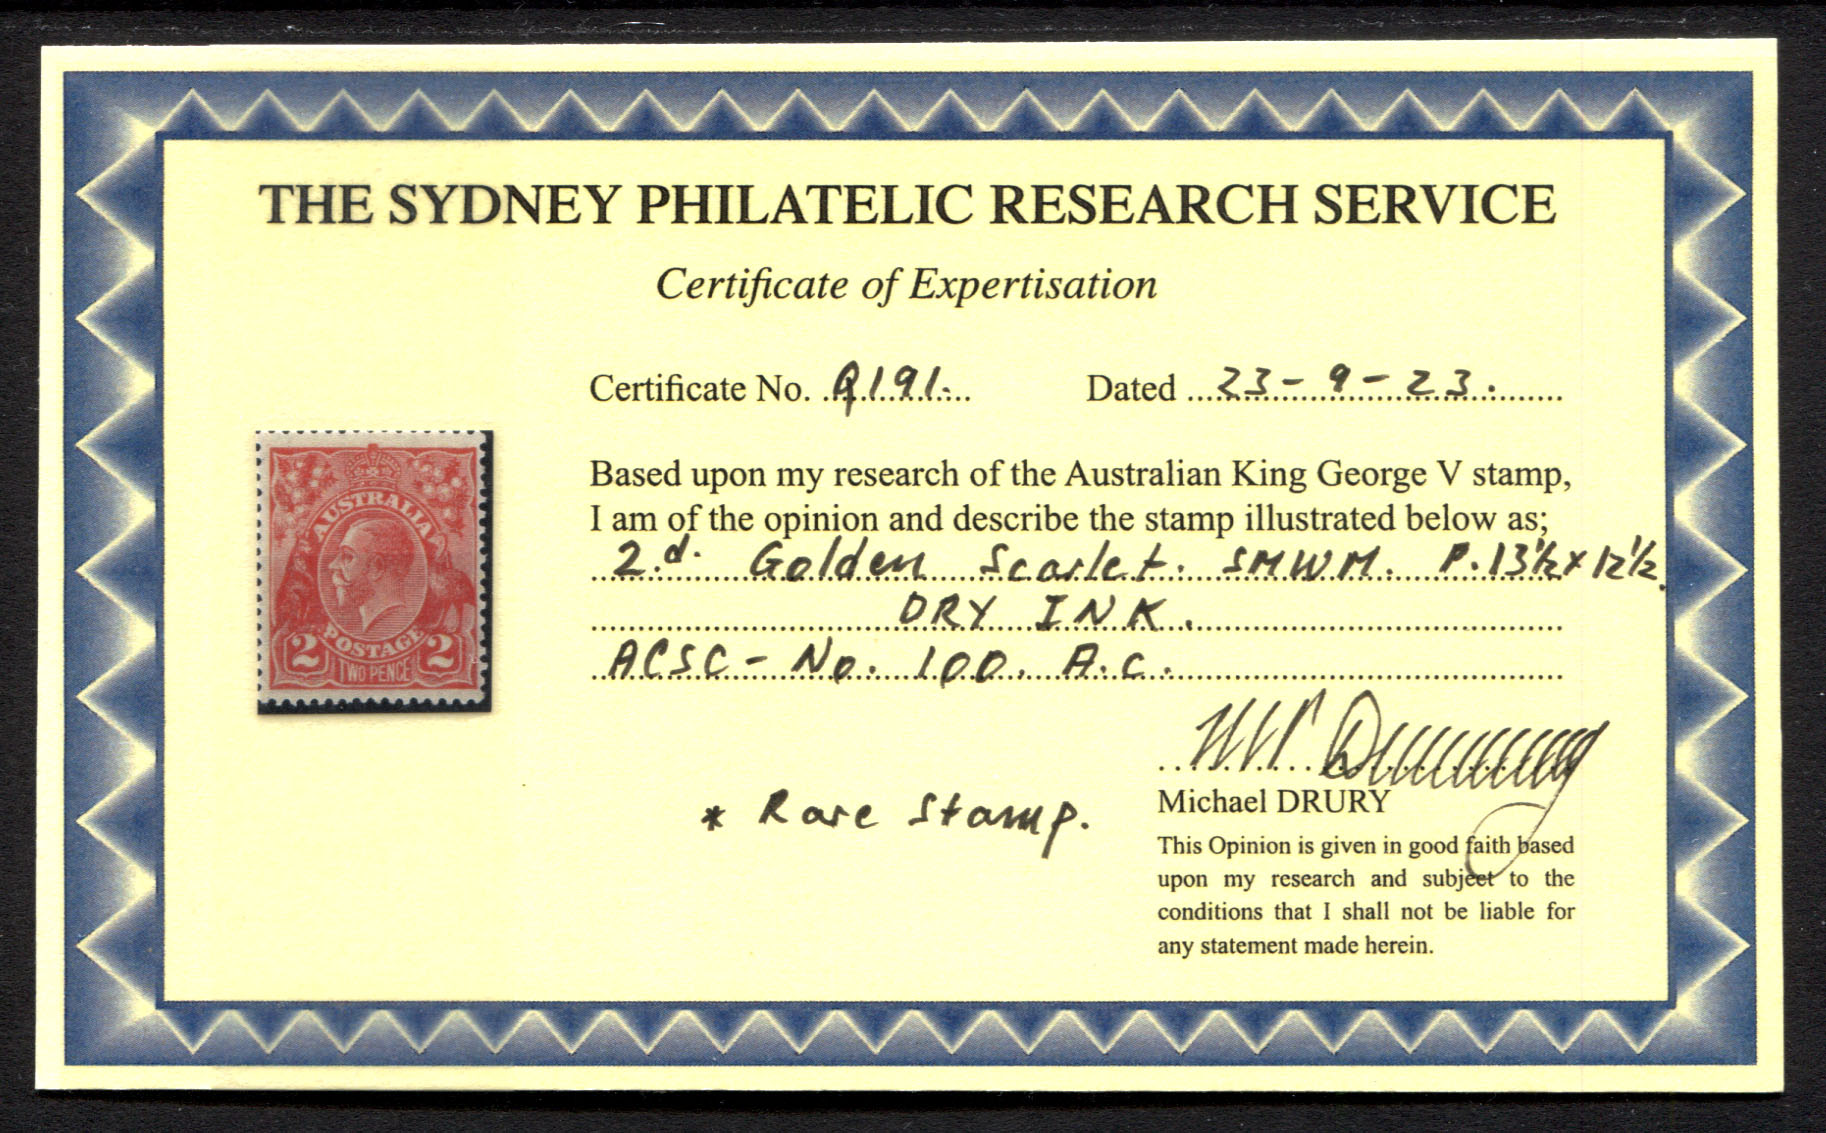 THE SYDNEY PHILATELIC RESEARCH SERVICE
Certificate of Expertisation
Certificate No. Q191.
Dated 23-9-23.
Based upon my research of the Australian King George V stamp,
I am of the opinion and describe the stamp illustrated below as;
2.d. Golden Scarlet. SMWM. P.13½ x 12½.
DRY INK.
ACSC - No. 100. A.C.
AUSTRALIA
POSTAGE
2 2
TWO PENCE
* Rare Stamp.
Michael DRURY
This Opinion is given in good faith based
upon my research and subject to the
conditions that I shall not be liable for
any statement made herein.